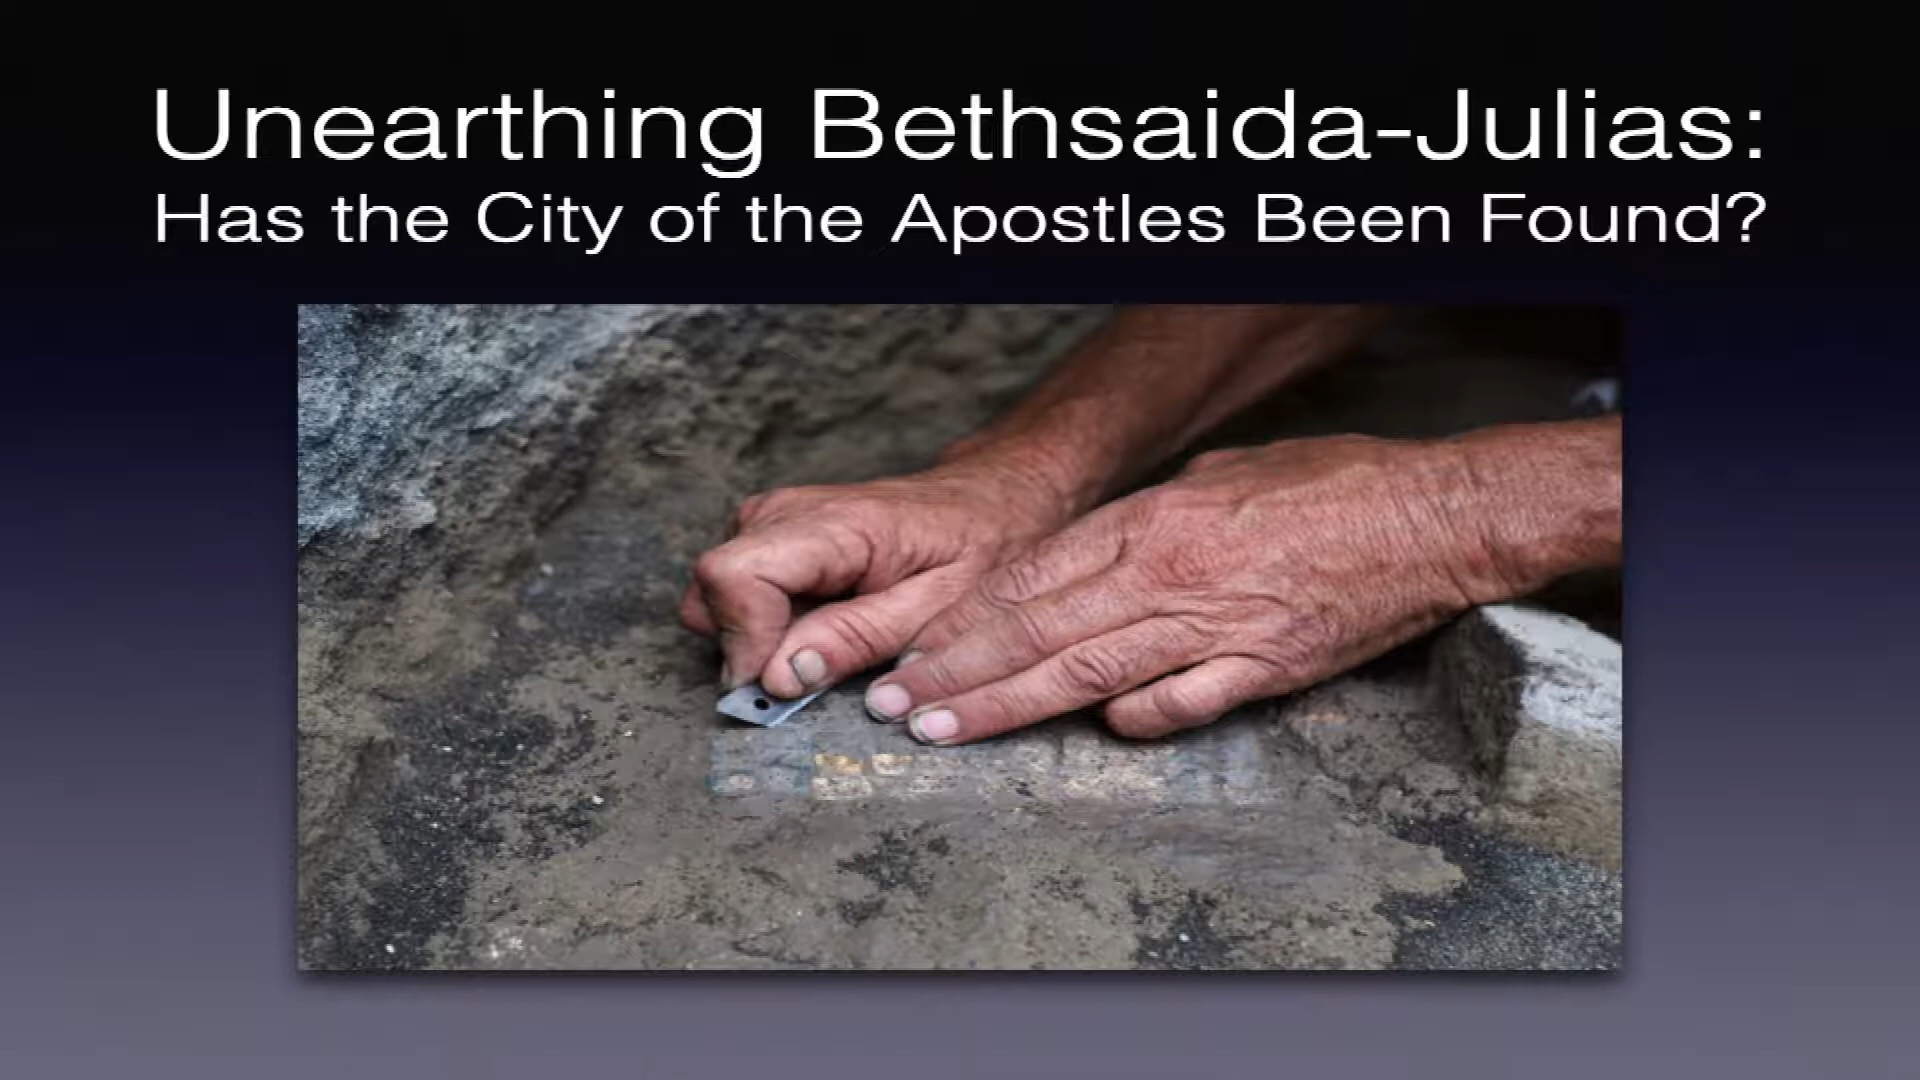 Unearthing Bethsaida-Julias:
Has the City of the Apostles Been Found?